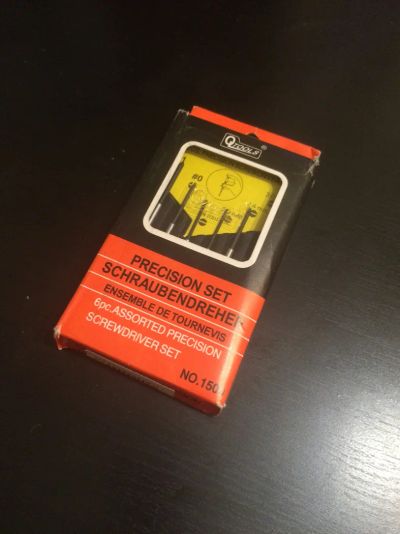 QTOOLS
#0
PRECISION SET
SCHRAUBENDREHER
ENSEMBLE DE TOURNEVIS
6pc. ASSORTED PRECISION
SCREWDRIVER SET
NO.150